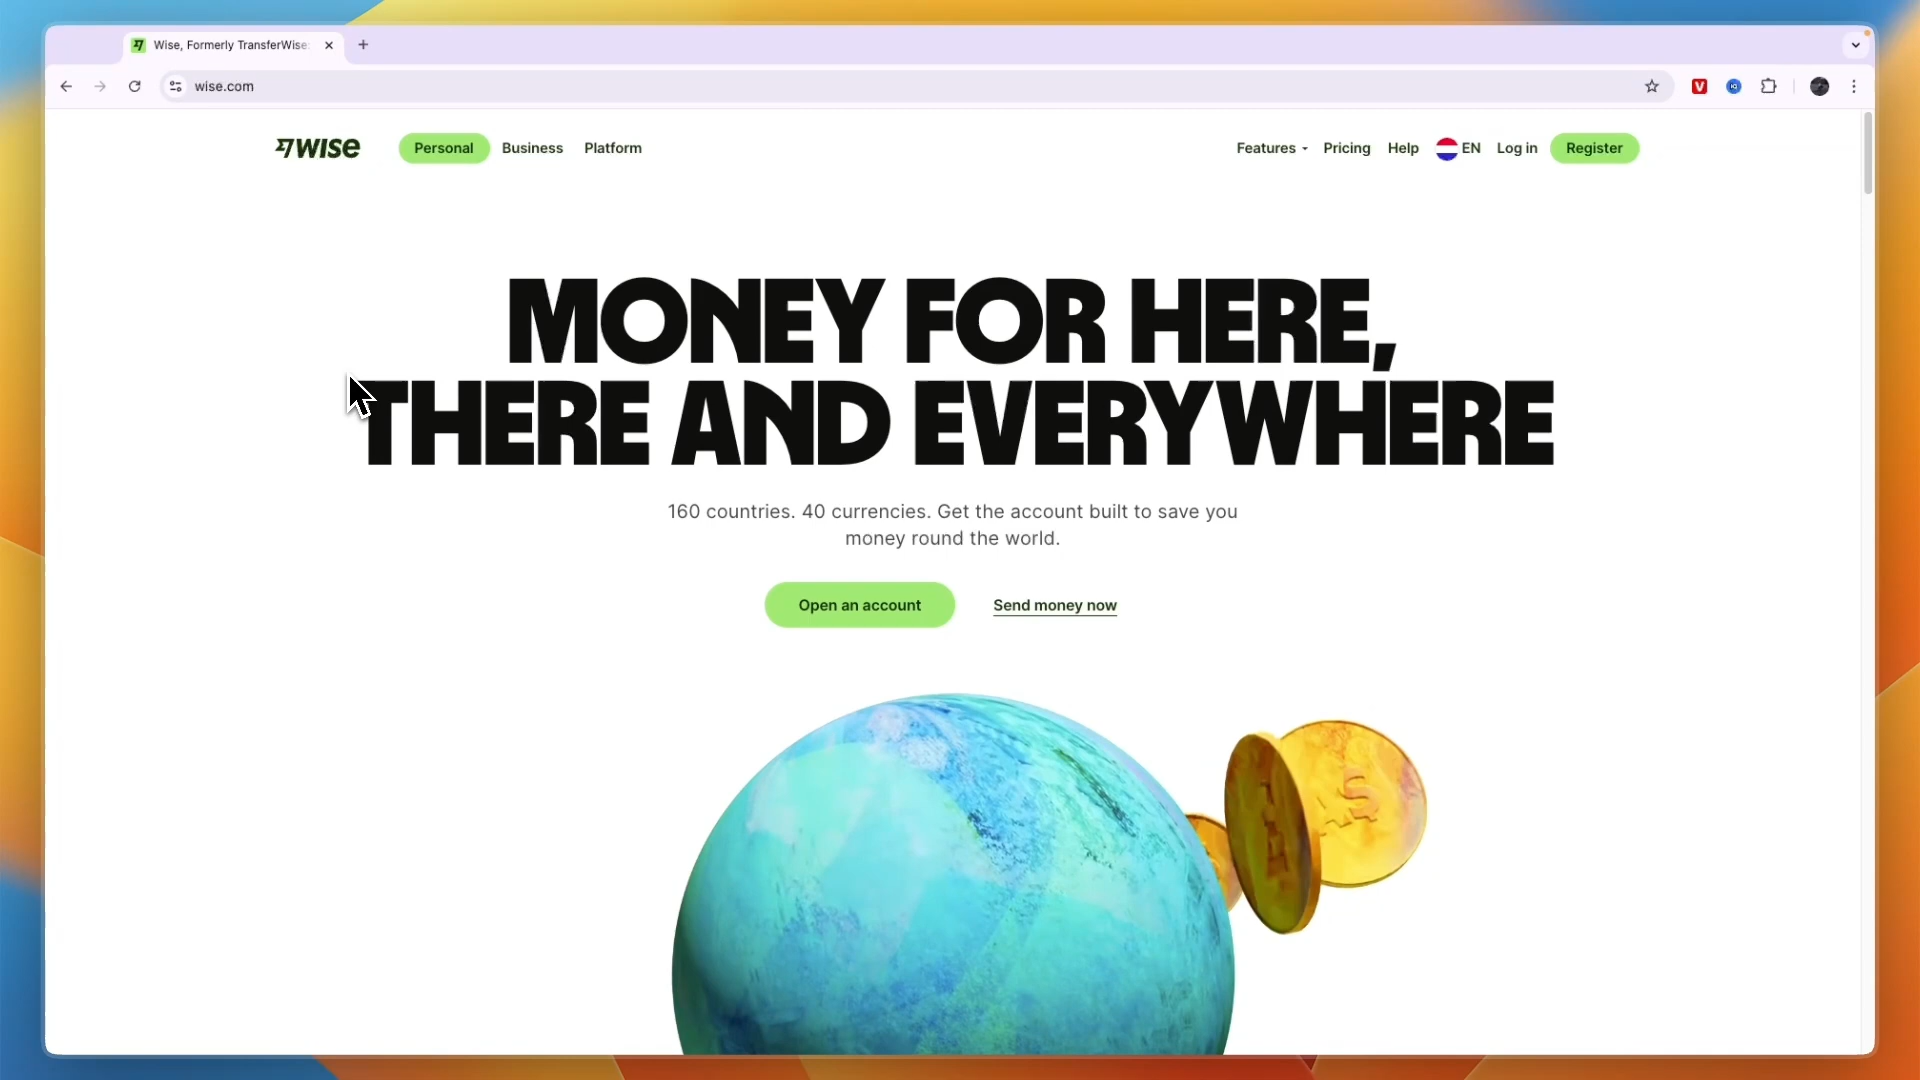 Wise, Formerly TransferWise:
wise.com
WISE
Personal
Business
Platform
Features
Pricing
Help
EN
Log in
Register
MONEY FOR HERE,
THERE AND EVERYWHERE
160 countries. 40 currencies. Get the account built to save you
money round the world.
Open an account
Send money now